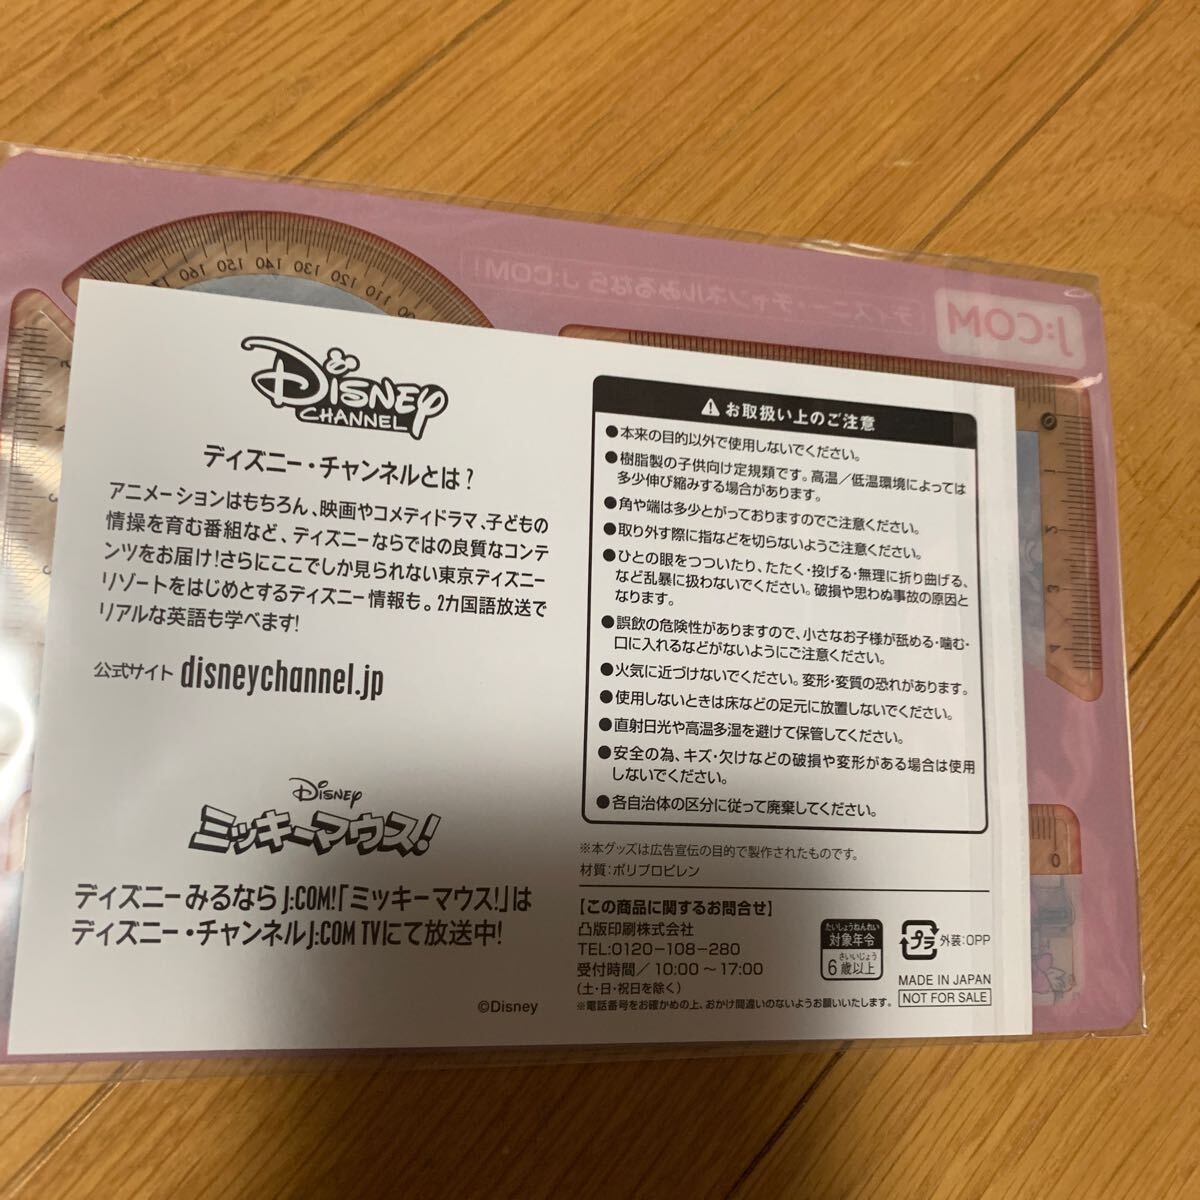 ディズニー・チャンネルみるなら J:COM!
J:COM
160 150 140 130 120 110 100
DISNEY
CHANNEL
ディズニー・チャンネルとは?
アニメーションはもちろん、映画やコメディドラマ、子どもの
情操を育む番組など、ディズニーならではの良質なコンテ
ンツをお届け!さらにここでしか見られない東京ディズニー
リゾートをはじめとするディズニー情報も。2カ国語放送で
リアルな英語も学べます!
公式サイト disneychannel.jp
DISNEY
ミッキーマウス!
ディズニーみるなら J:COM!「ミッキーマウス!」は
ディズニー・チャンネル J:COM TVにて放送中!
©Disney
⚠お取扱い上のご注意
●本来の目的以外で使用しないでください。
●樹脂製の子供向け定規類です。高温／低温環境によっては
多少伸び縮みする場合があります。
●角や端は多少とがっておりますのでご注意ください。
●取り外す際に指などを切らないようご注意ください。
●ひとの眼をつついたり、たたく・投げる・無理に折り曲げる、
など乱暴に扱わないでください。破損や思わぬ事故の原因と
なります。
●誤飲の危険性がありますので、小さなお子様が舐める・噛む・
口に入れるなどがないようにご注意ください。
●火気に近づけないでください。変形・変質の恐れがあります。
●使用しないときは床などの足元に放置しないでください。
●直射日光や高温多湿を避けて保管してください。
●安全の為、キズ・欠けなどの破損や変形がある場合は使用
しないでください。
●各自治体の区分に従って廃棄してください。
※本グッズは広告宣伝の目的で製作されたものです。
材質:ポリプロピレン
【この商品に関するお問合せ】
凸版印刷株式会社
TEL:0120-108-280
受付時間／10:00～17:00
(土・日・祝日を除く)
※電話番号をお確かめの上、おかけ間違いのないようお願いいたします。
たいしょうねんれい
対象年令
さいいじょう
6歳以上
プラ 外装:OPP
MADE IN JAPAN
NOT FOR SALE
0
1
2
3
4
0